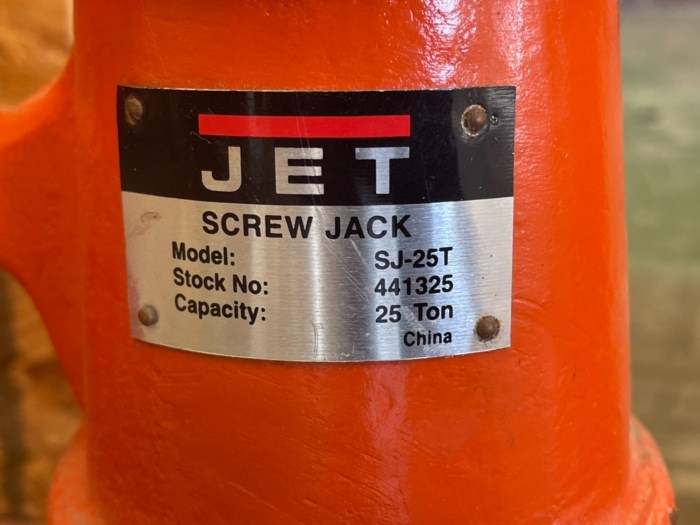 JET
SCREW JACK
Model: SJ-25T
Stock No: 441325
Capacity: 25 Ton
China